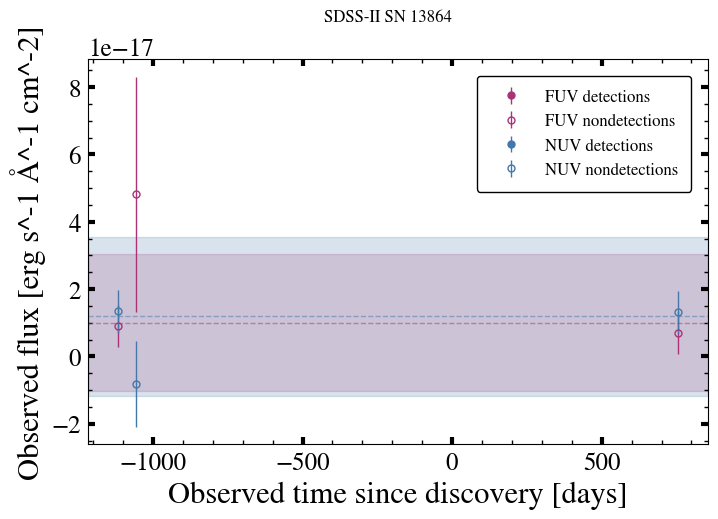 SDSS-II SN 13864
1e−17
Observed flux [erg s^-1 Å^-1 cm^-2]
8
6
4
2
0
−2
FUV detections
FUV nondetections
NUV detections
NUV nondetections
−1000 −500 0 500
Observed time since discovery [days]